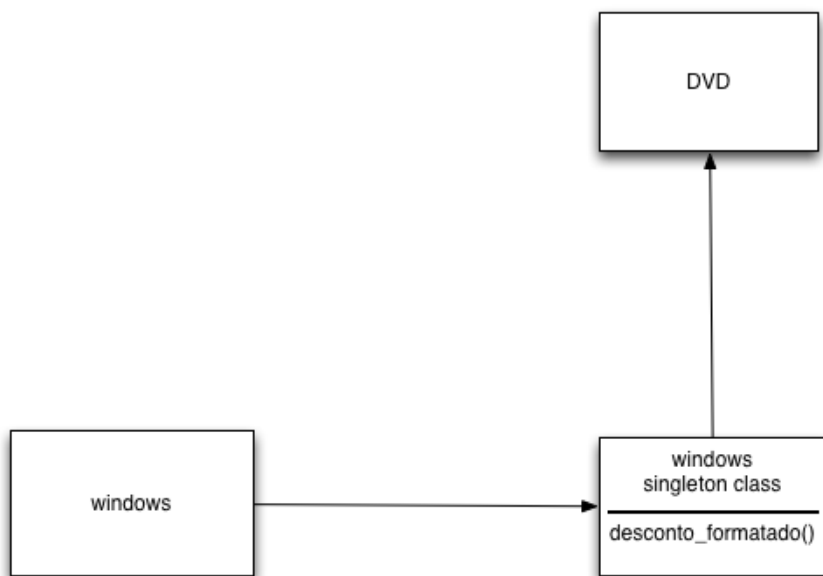 DVD
windows
windows
singleton class
desconto_formatado()